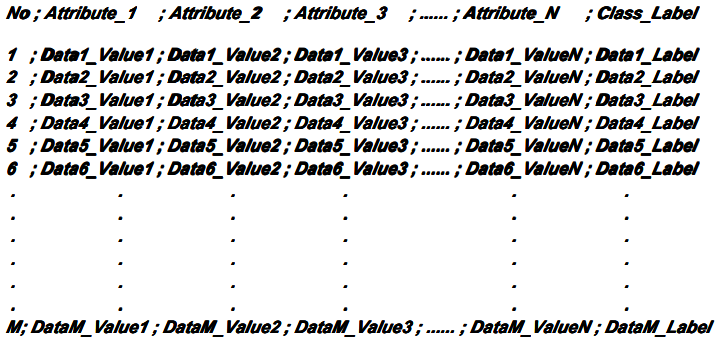 No ; Attribute_1 ; Attribute_2 ; Attribute_3 ; ...... ; Attribute_N ; Class_Label
1 ; Data1_Value1 ; Data1_Value2 ; Data1_Value3 ; ...... ; Data1_ValueN ; Data1_Label
2 ; Data2_Value1 ; Data2_Value2 ; Data2_Value3 ; ...... ; Data2_ValueN ; Data2_Label
3 ; Data3_Value1 ; Data3_Value2 ; Data3_Value3 ; ...... ; Data3_ValueN ; Data3_Label
4 ; Data4_Value1 ; Data4_Value2 ; Data4_Value3 ; ...... ; Data4_ValueN ; Data4_Label
5 ; Data5_Value1 ; Data5_Value2 ; Data5_Value3 ; ...... ; Data5_ValueN ; Data5_Label
6 ; Data6_Value1 ; Data6_Value2 ; Data6_Value3 ; ...... ; Data6_ValueN ; Data6_Label
. . . . . .
. . . . . .
. . . . . .
. . . . . .
. . . . . .
. . . . . .
M; DataM_Value1 ; DataM_Value2 ; DataM_Value3 ; ...... ; DataM_ValueN ; DataM_Label